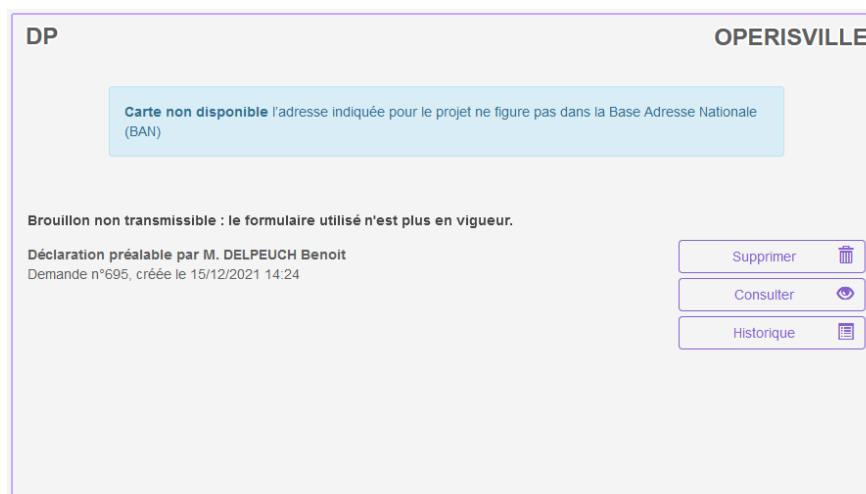 DP
OPERISVILLE
Carte non disponible l'adresse indiquée pour le projet ne figure pas dans la Base Adresse Nationale
(BAN)
Brouillon non transmissible : le formulaire utilisé n'est plus en vigueur.
Déclaration préalable par M. DELPEUCH Benoit
Demande n°695, créée le 15/12/2021 14:24
Supprimer
Consulter
Historique